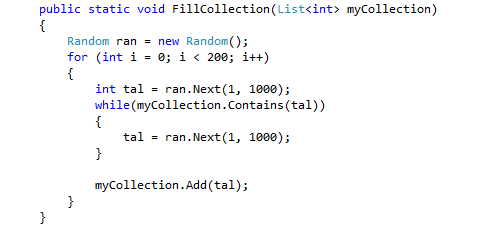 public static void FillCollection(List<int> myCollection)
{
Random ran = new Random();
for (int i = 0; i < 200; i++)
{
int tal = ran.Next(1, 1000);
while(myCollection.Contains(tal))
{
tal = ran.Next(1, 1000);
}
myCollection.Add(tal);
}
}